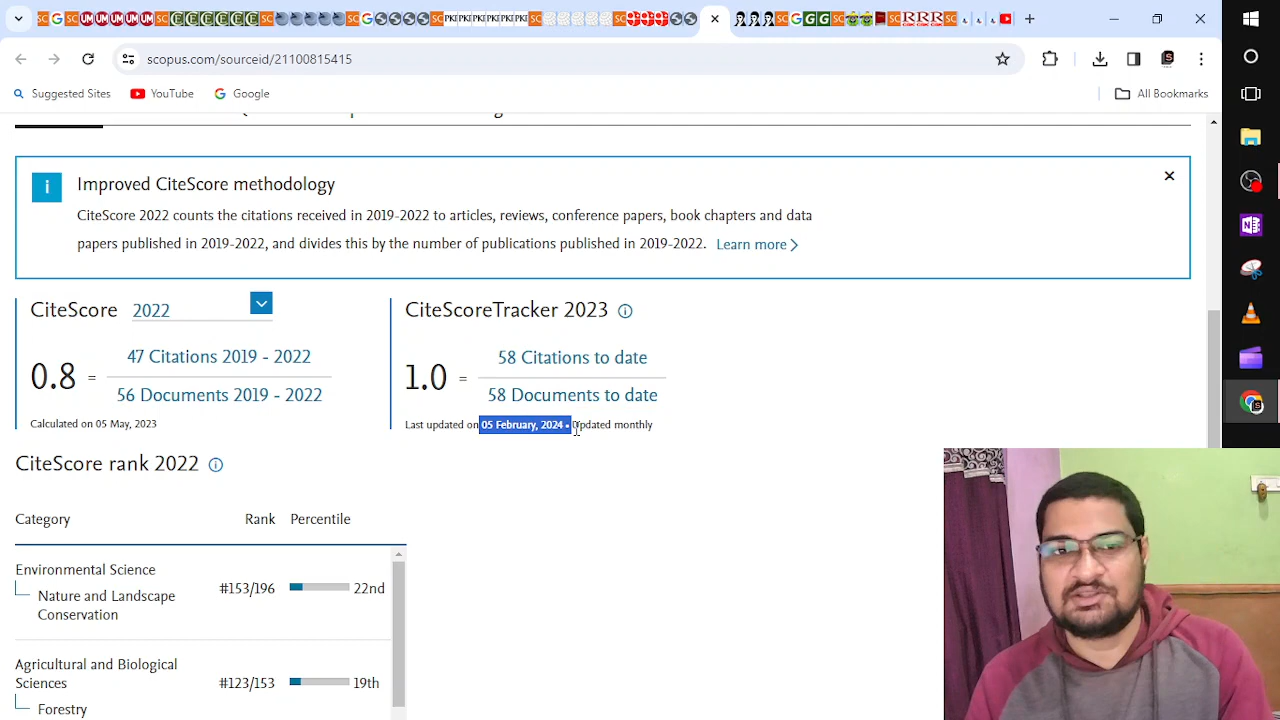 scopus.com/sourceid/21100815415
Suggested Sites
YouTube
Google
All Bookmarks
Improved CiteScore methodology
CiteScore 2022 counts the citations received in 2019-2022 to articles, reviews, conference papers, book chapters and data
papers published in 2019-2022, and divides this by the number of publications published in 2019-2022. Learn more
CiteScore 2022
0.8 = 47 Citations 2019 - 2022
56 Documents 2019 - 2022
Calculated on 05 May, 2023
CiteScoreTracker 2023
1.0 = 58 Citations to date
58 Documents to date
Last updated on 05 February, 2024 • Updated monthly
CiteScore rank 2022
Category Rank Percentile
Environmental Science
Nature and Landscape
Conservation
#153/196 22nd
Agricultural and Biological
Sciences
Forestry
#123/153 19th